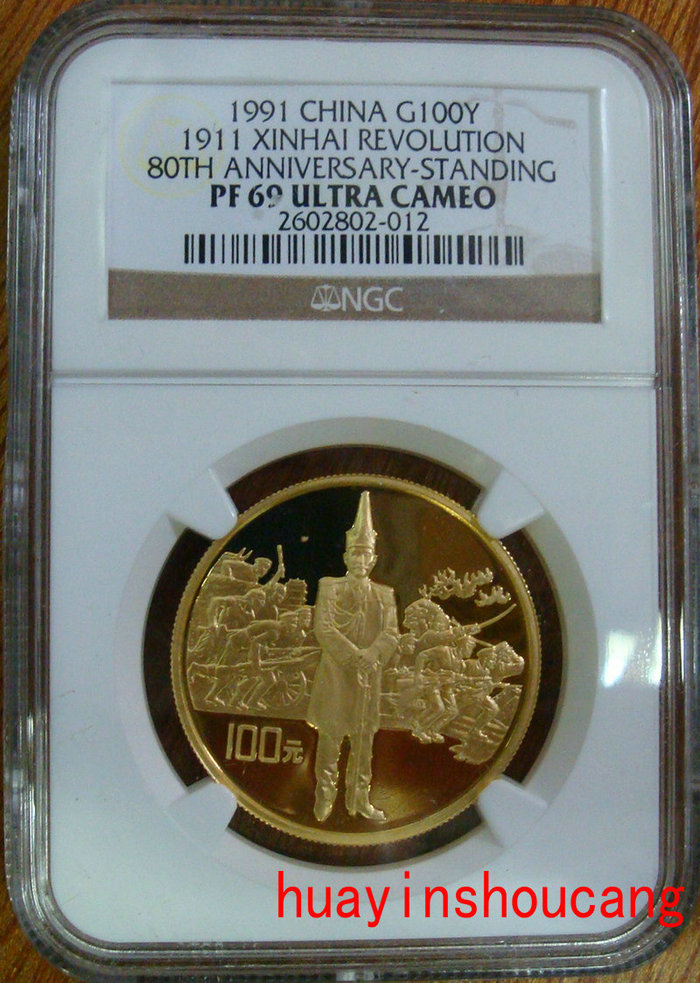 1991 CHINA G100Y
1911 XINHAI REVOLUTION
80TH ANNIVERSARY-STANDING
PF 69 ULTRA CAMEO
2602802-012
NGC
100元
huayinshoucang